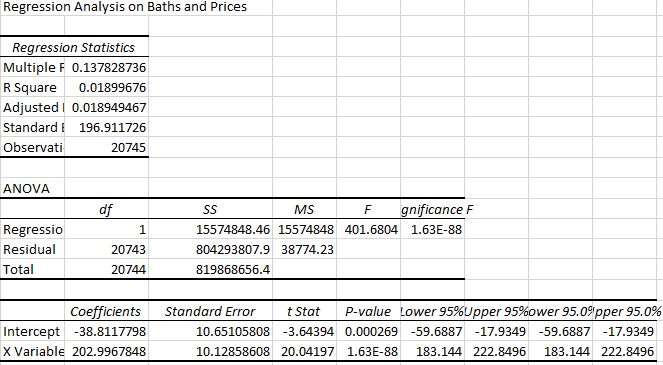 Regression Analysis on Baths and Prices
Regression Statistics
Multiple R 0.137828736
R Square 0.01899676
Adjusted 0.018949467
Standard E 196.911726
Observati 20745
ANOVA
df SS MS F gnificance F
Regressio 1 15574848.46 15574848 401.6804 1.63E-88
Residual 20743 804293807.9 38774.23
Total 20744 819868656.4
Coefficients Standard Error t Stat P-value Lower 95% Upper 95% ower 95.0% pper 95.0%
Intercept -38.8117798 10.65105808 -3.64394 0.000269 -59.6887 -17.9349 -59.6887 -17.9349
X Variable 202.9967848 10.12858608 20.04197 1.63E-88 183.144 222.8496 183.144 222.8496